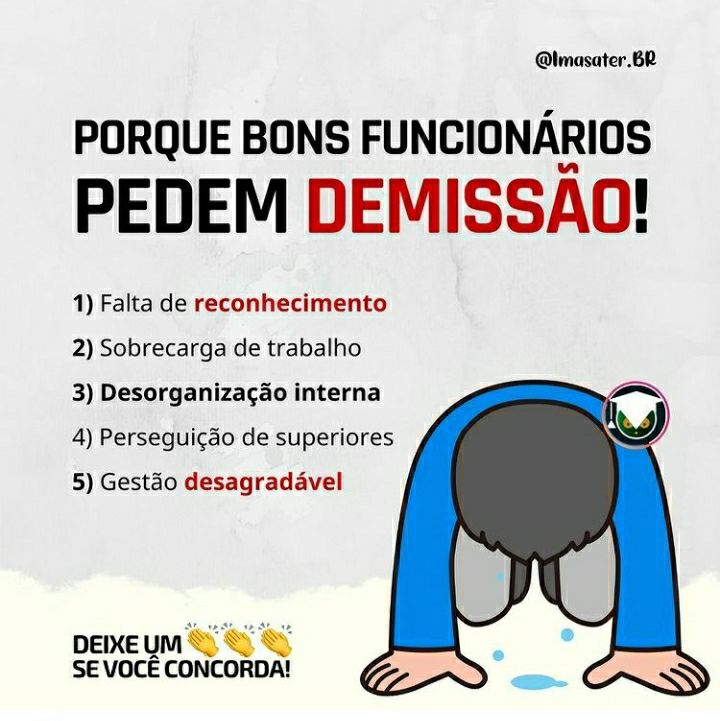 @Imasater.BR
PORQUE BONS FUNCIONÁRIOS
PEDEM DEMISSÃO!
1) Falta de reconhecimento
2) Sobrecarga de trabalho
3) Desorganização interna
4) Perseguição de superiores
5) Gestão desagradável
DEIXE UM 👏👏👏
SE VOCÊ CONCORDA!